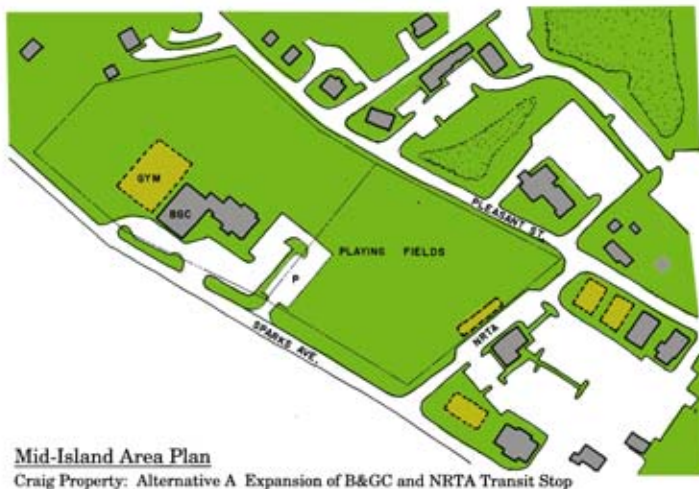 GYM
BGC
PLAYING FIELDS
PLEASANT ST.
P
SPARKS AVE.
NRTA
Mid-Island Area Plan
Craig Property: Alternative A Expansion of B&GC and NRTA Transit Stop